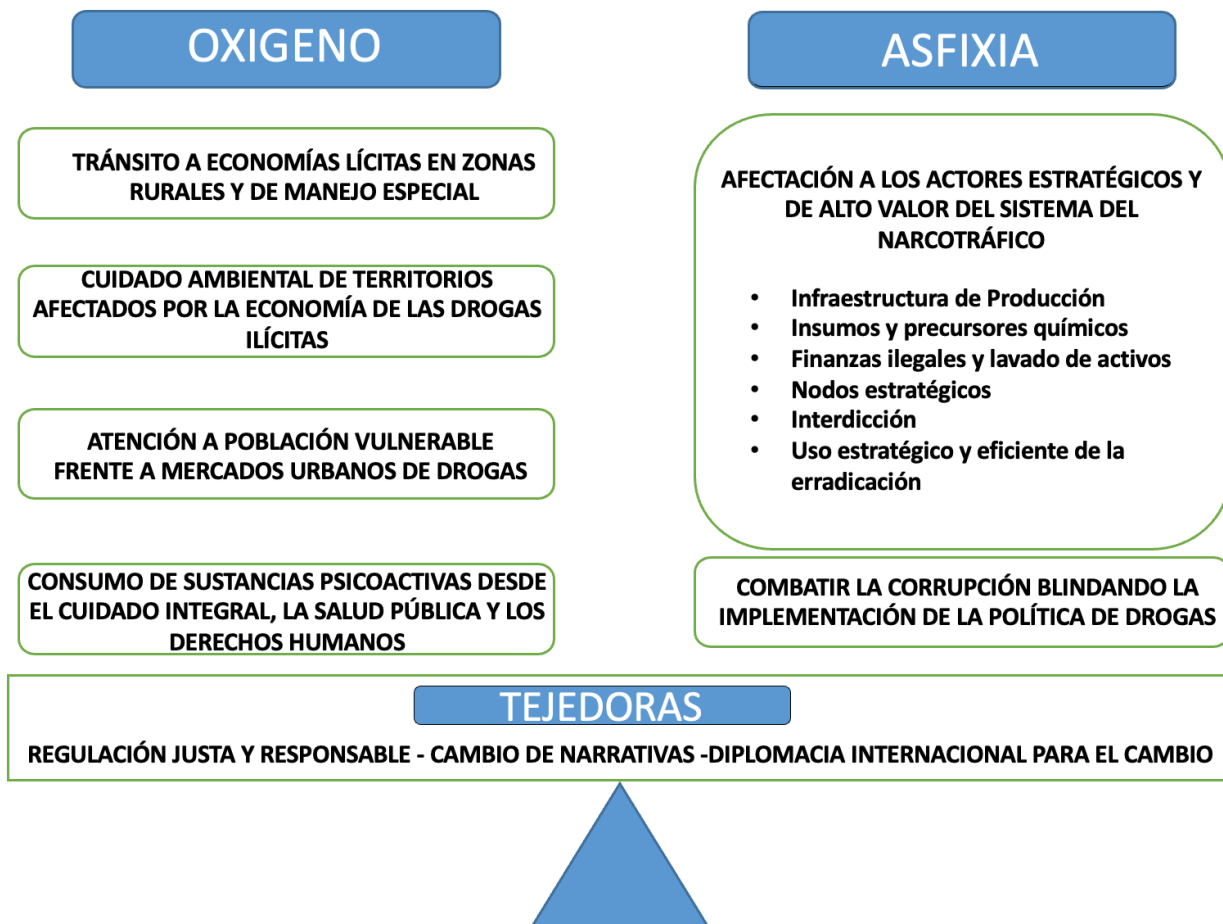 OXIGENO
TRÁNSITO A ECONOMÍAS LÍCITAS EN ZONAS
RURALES Y DE MANEJO ESPECIAL
CUIDADO AMBIENTAL DE TERRITORIOS
AFECTADOS POR LA ECONOMÍA DE LAS DROGAS
ILÍCITAS
ATENCIÓN A POBLACIÓN VULNERABLE
FRENTE A MERCADOS URBANOS DE DROGAS
CONSUMO DE SUSTANCIAS PSICOACTIVAS DESDE
EL CUIDADO INTEGRAL, LA SALUD PÚBLICA Y LOS
DERECHOS HUMANOS
ASFIXIA
AFECTACIÓN A LOS ACTORES ESTRATÉGICOS Y
DE ALTO VALOR DEL SISTEMA DEL
NARCOTRÁFICO
• Infraestructura de Producción
• Insumos y precursores químicos
• Finanzas ilegales y lavado de activos
• Nodos estratégicos
• Interdicción
• Uso estratégico y eficiente de la
erradicación
COMBATIR LA CORRUPCIÓN BLINDANDO LA
IMPLEMENTACIÓN DE LA POLÍTICA DE DROGAS
TEJEDORAS
REGULACIÓN JUSTA Y RESPONSABLE - CAMBIO DE NARRATIVAS -DIPLOMACIA INTERNACIONAL PARA EL CAMBIO